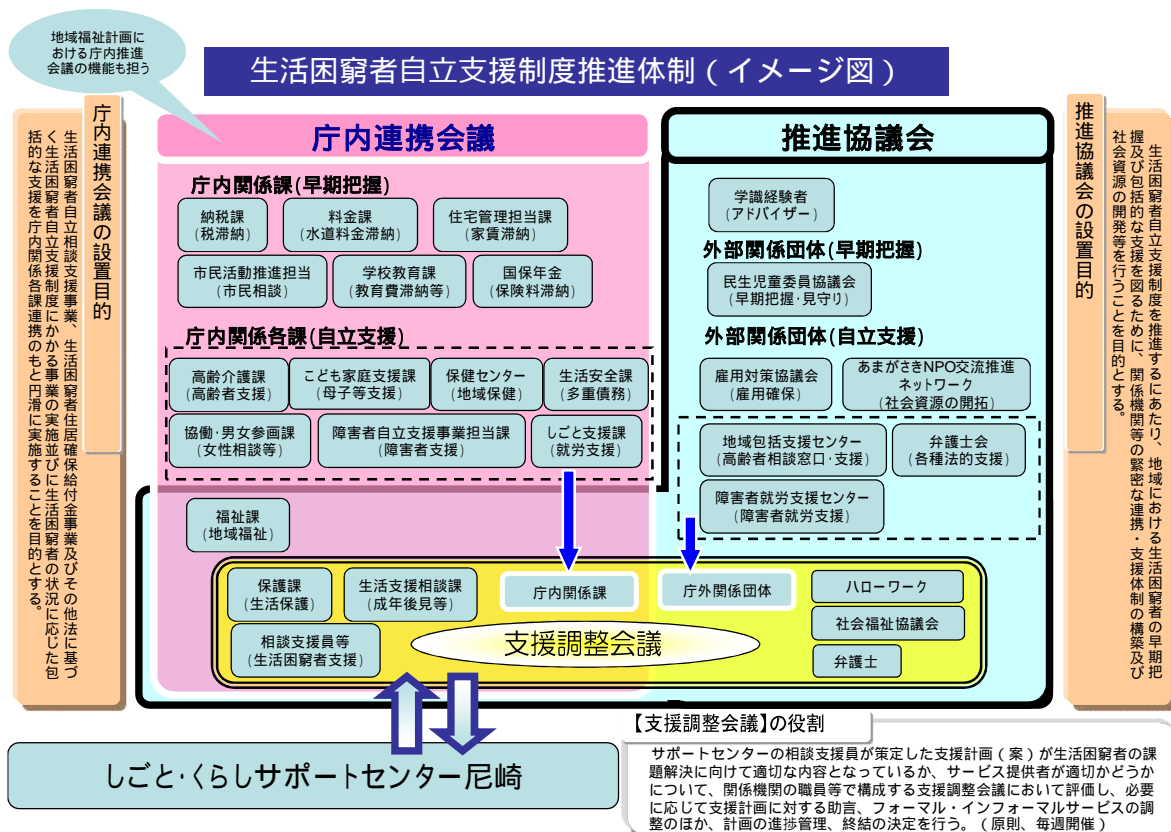 地域福祉計画に
おける庁内推進
会議の機能も担う
生活困窮者自立支援制度推進体制（イメージ図）
庁内連携会議の設置目的
生活困窮者自立相談支援事業、生活困窮者住居確保給付金事業及びその他法に基づ
く生活困窮者自立支援制度にかかる事業の実施並びに生活困窮者の状況に応じた包
括的な支援を庁内関係各課連携のもと円滑に実施することを目的とする。
庁内連携会議
庁内関係課(早期把握)
納税課
(税滞納)
料金課
(水道料金滞納)
住宅管理担当課
(家賃滞納)
市民活動推進担当
(市民相談)
学校教育課
(教育費滞納等)
国保年金
(保険料滞納)
庁内関係各課(自立支援)
高齢介護課
(高齢者支援)
こども家庭支援課
(母子等支援)
保健センター
(地域保健)
生活安全課
(多重債務)
協働･男女参画課
(女性相談等)
障害者自立支援事業担当課
(障害者支援)
しごと支援課
(就労支援)
福祉課
(地域福祉)
推進協議会
学識経験者
(アドバイザー)
外部関係団体(早期把握)
民生児童委員協議会
(早期把握･見守り)
外部関係団体(自立支援)
雇用対策協議会
(雇用確保)
あまがさきNPO交流推進
ネットワーク
(社会資源の開拓)
地域包括支援センター
(高齢者相談窓口･支援)
弁護士会
(各種法的支援)
障害者就労支援センター
(障害者就労支援)
推進協議会の設置目的
生活困窮者自立支援制度を推進するにあたり、地域における生活困窮者の早期把
握及び包括的な支援を図るために、関係機関等の緊密な連携・支援体制の構築及び
社会資源の開発等を行うことを目的とする。
保護課
(生活保護)
生活支援相談課
(成年後見等)
庁内関係課
庁外関係団体
ハローワーク
相談支援員等
(生活困窮者支援)
支援調整会議
社会福祉協議会
弁護士
しごと･くらしサポートセンター尼崎
【支援調整会議】の役割
サポートセンターの相談支援員が策定した支援計画（案）が生活困窮者の課
題解決に向けて適切な内容となっているか、サービス提供者が適切かどうか
について、関係機関の職員等で構成する支援調整会議において評価し、必要
に応じて支援計画に対する助言、フォーマル・インフォーマルサービスの調
整のほか、計画の進捗管理、終結の決定を行う。（原則、毎週開催）